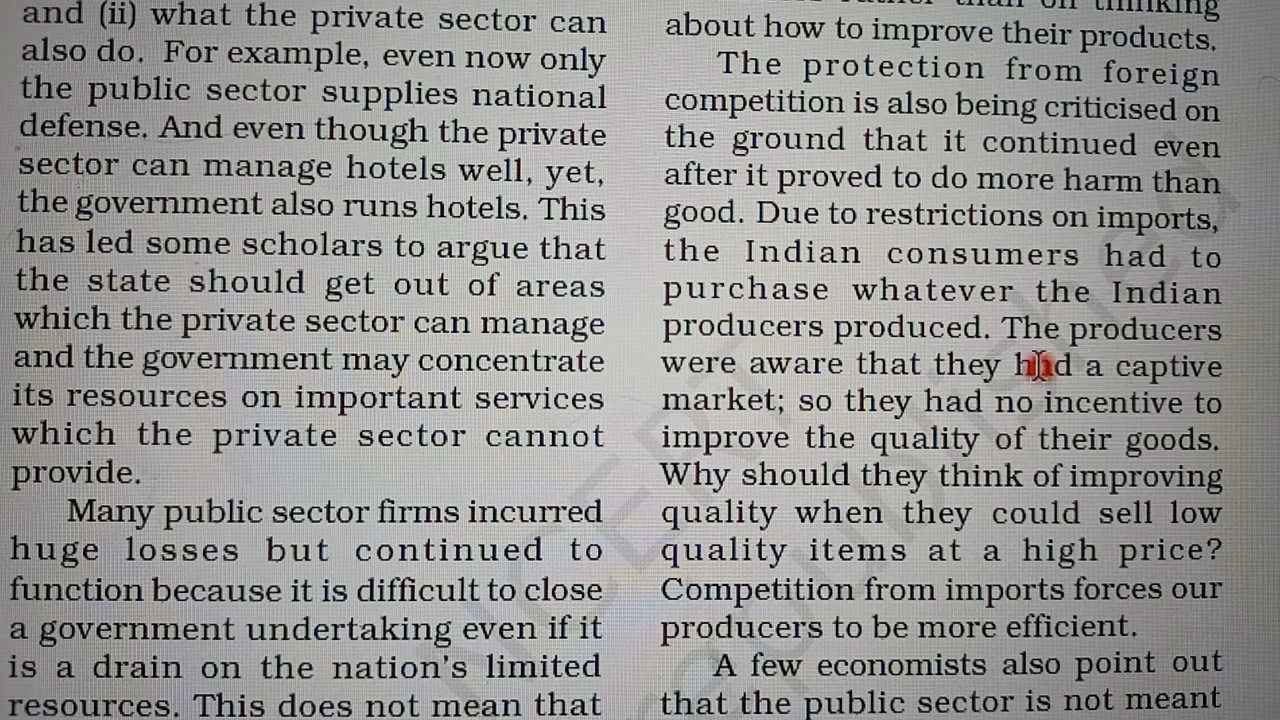 and (ii) what the private sector can
also do. For example, even now only
the public sector supplies national
defense. And even though the private
sector can manage hotels well, yet,
the government also runs hotels. This
has led some scholars to argue that
the state should get out of areas
which the private sector can manage
and the government may concentrate
its resources on important services
which the private sector cannot
provide.
Many public sector firms incurred
huge losses but continued to
function because it is difficult to close
a government undertaking even if it
is a drain on the nation's limited
resources. This does not mean that
than on thinking
about how to improve their products.
The protection from foreign
competition is also being criticised on
the ground that it continued even
after it proved to do more harm than
good. Due to restrictions on imports,
the Indian consumers had to
purchase whatever the Indian
producers produced. The producers
were aware that they had a captive
market; so they had no incentive to
improve the quality of their goods.
Why should they think of improving
quality when they could sell low
quality items at a high price?
Competition from imports forces our
producers to be more efficient.
A few economists also point out
that the public sector is not meant